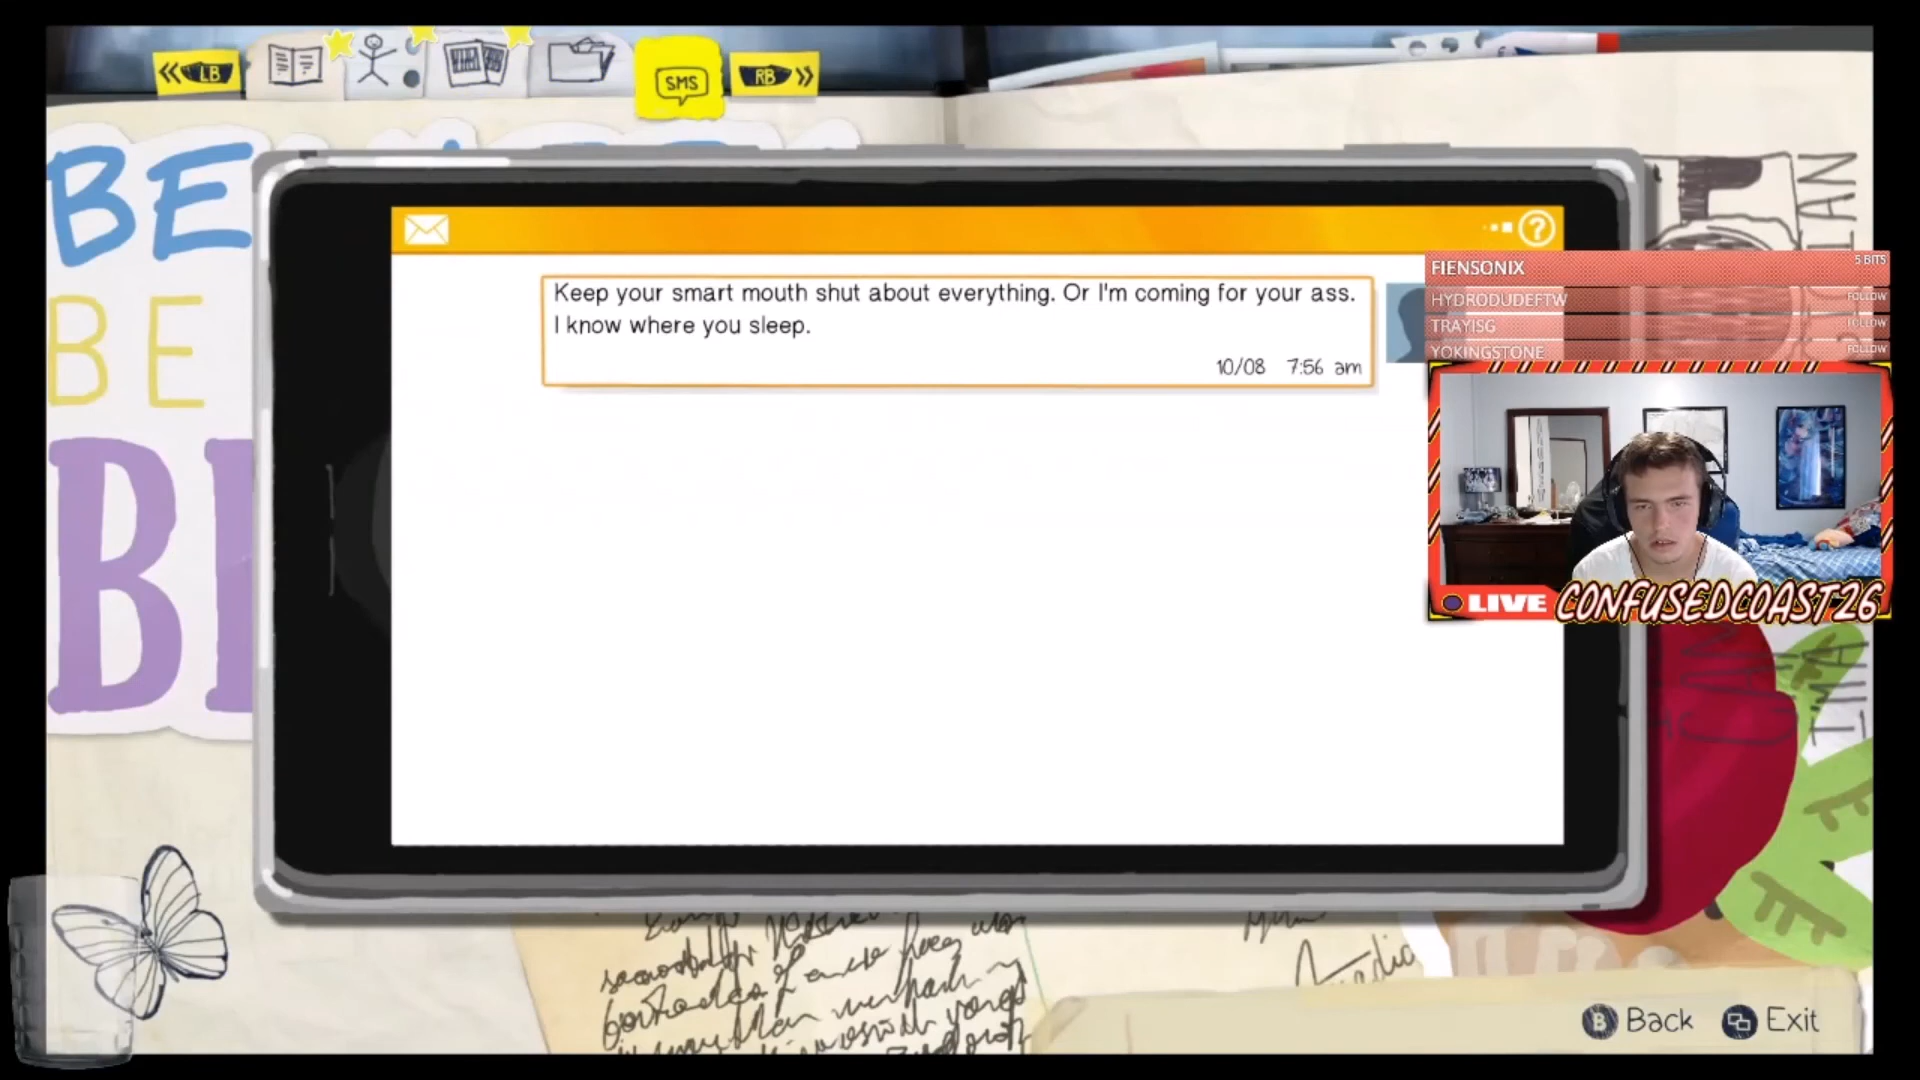 LB
SMS
RB
BE
BE
Keep your smart mouth shut about everything. Or I'm coming for your ass.
I know where you sleep.
10/08 7:56 am
?
FIENSONIX 5 BITS
HYDRODUDEFTW FOLLOW
TRAYISG FOLLOW
YOKINGSTONE FOLLOW
LIVE CONFUSEDCOAST26
B Back Exit